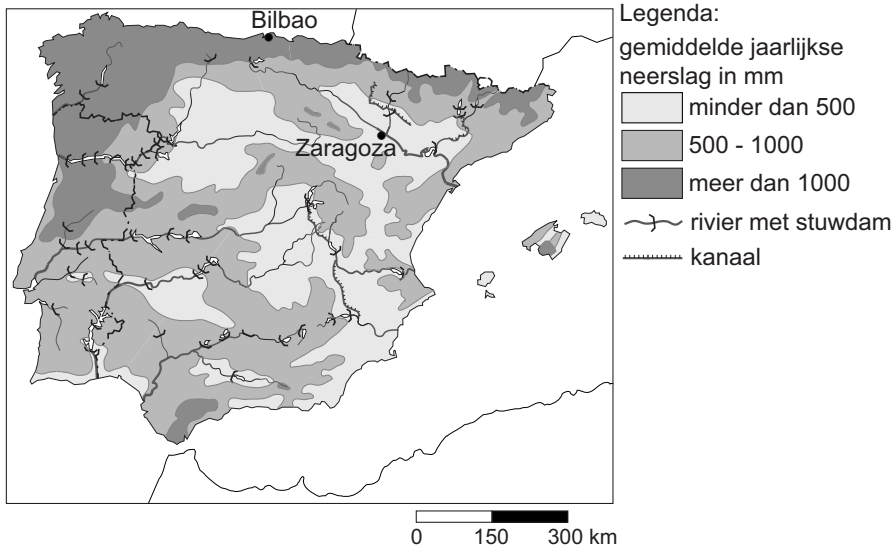 Bilbao
Zaragoza
Legenda:
gemiddelde jaarlijkse
neerslag in mm
minder dan 500
500 - 1000
meer dan 1000
rivier met stuwdam
kanaal
0 150 300 km